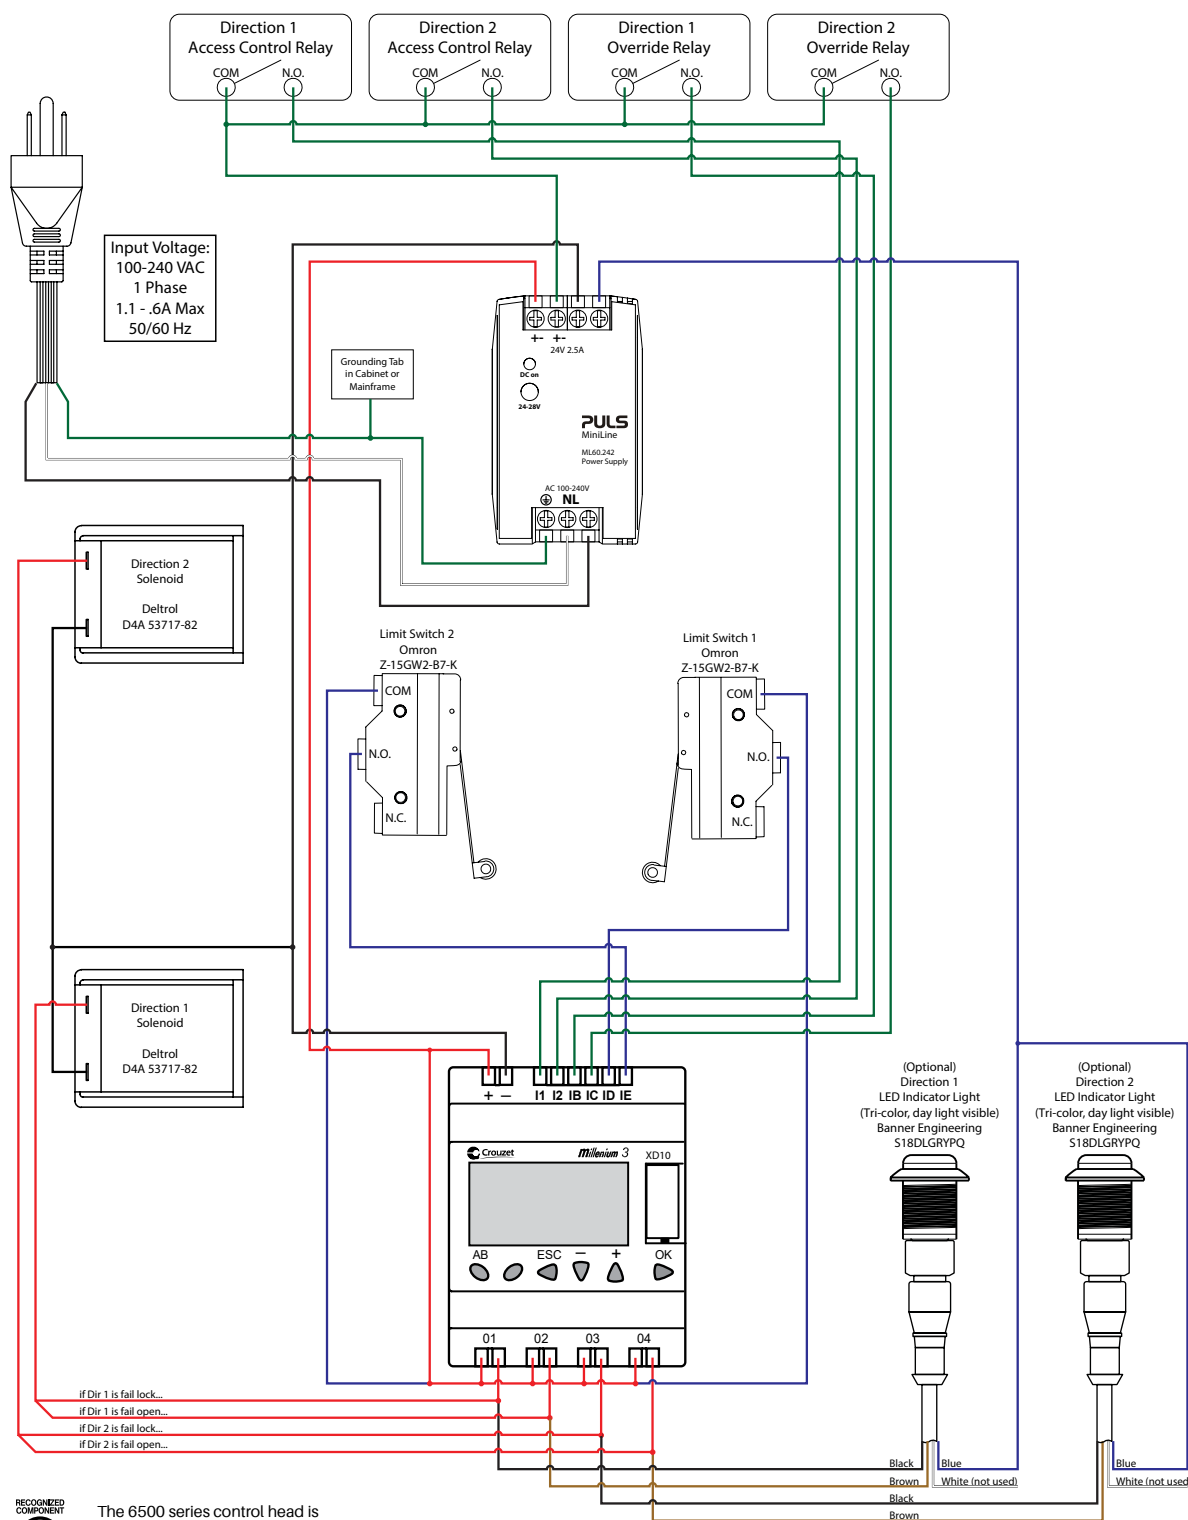 Direction 1
Access Control Relay
COM N.O.
Direction 2
Access Control Relay
COM N.O.
Direction 1
Override Relay
COM N.O.
Direction 2
Override Relay
COM N.O.
Input Voltage:
100-240 VAC
1 Phase
1.1 - .6A Max
50/60 Hz
Grounding Tab
in Cabinet or
Mainframe
+- +-
24V 2.5A
DC on
24-28V
PULS
MiniLine
ML60.242
Power Supply
AC 100-240V
NL
Direction 2
Solenoid
Deltrol
D4A 53717-82
Limit Switch 2
Omron
Z-15GW2-B7-K
COM
N.O.
N.C.
Limit Switch 1
Omron
Z-15GW2-B7-K
COM
N.O.
N.C.
Direction 1
Solenoid
Deltrol
D4A 53717-82
+ − I1 I2 IB IC ID IE
Crouzet Millenium 3 XD10
AB ESC − + OK
01 02 03 04
(Optional)
Direction 1
LED Indicator Light
(Tri-color, day light visible)
Banner Engineering
S18DLGRYPQ
(Optional)
Direction 2
LED Indicator Light
(Tri-color, day light visible)
Banner Engineering
S18DLGRYPQ
if Dir 1 is fail lock...
if Dir 1 is fail open...
if Dir 2 is fail lock...
if Dir 2 is fail open...
Black Blue
Brown White (not used)
Black
Brown
Blue
White (not used)
RECOGNIZED
COMPONENT
The 6500 series control head is